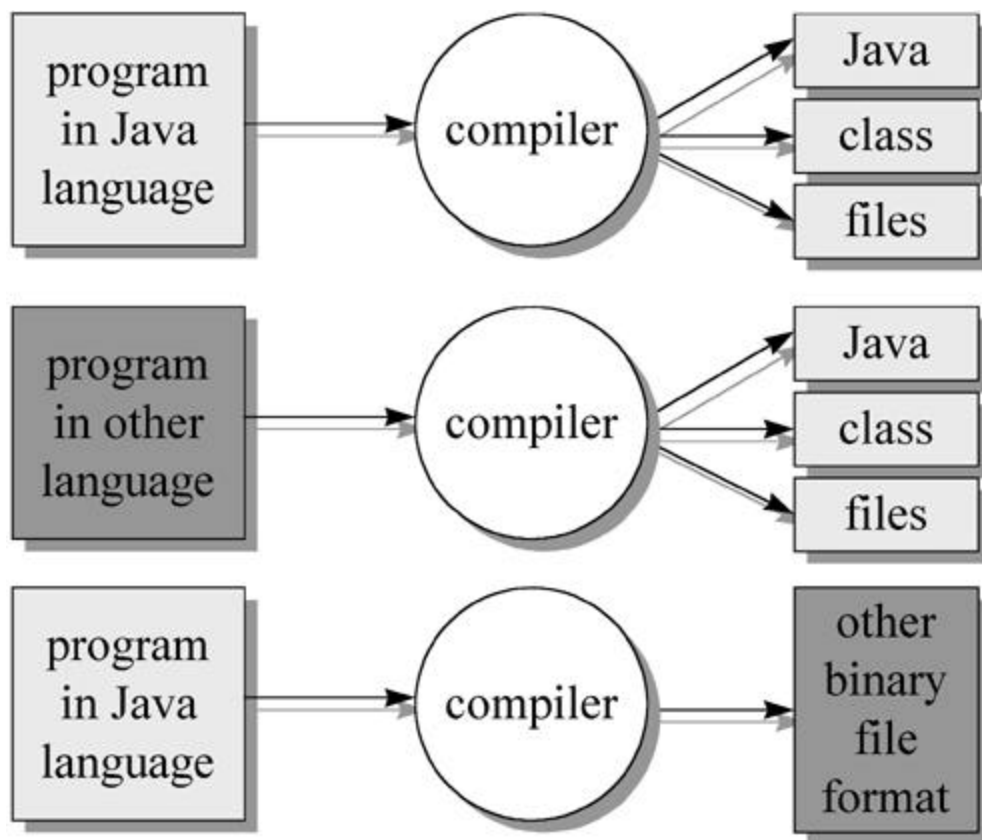 program
in Java
language
compiler
Java
class
files
program
in other
language
compiler
Java
class
files
program
in Java
language
compiler
other
binary
file
format